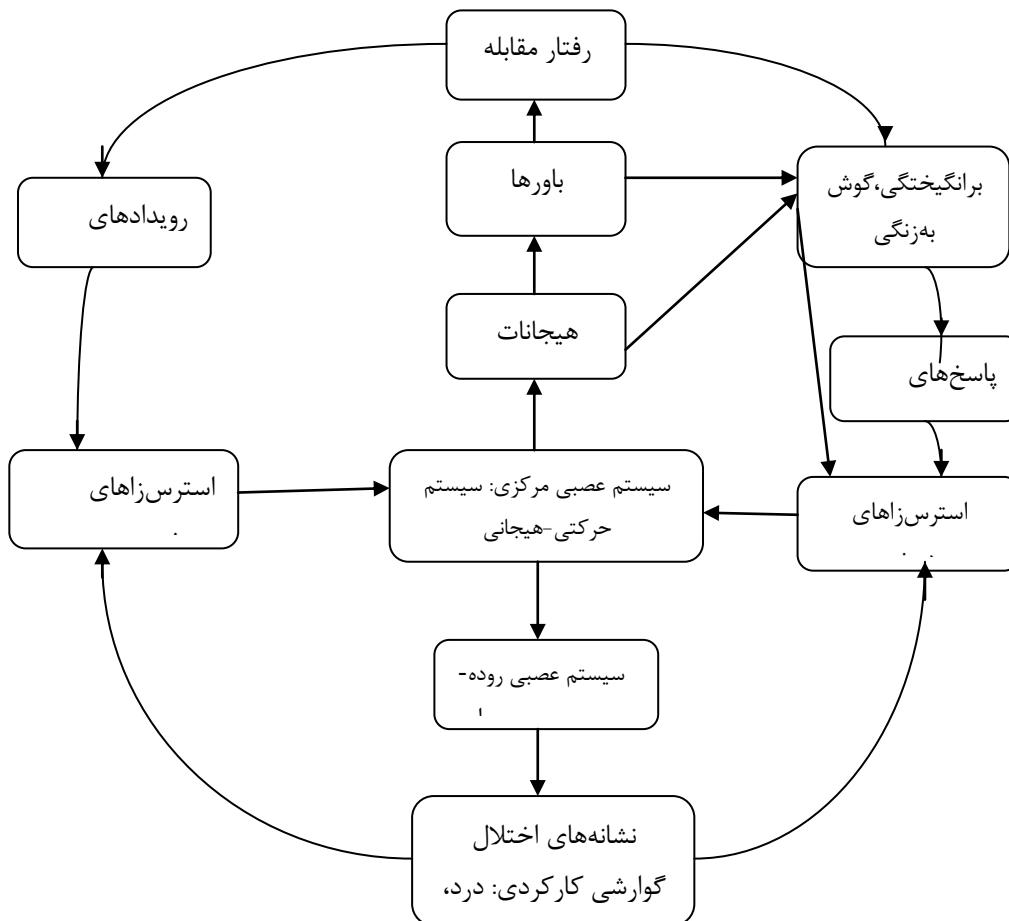 رفتار مقابله
باورها
برانگیختگی،گوش
به‌زنگی
رویدادهای
هیجانات
پاسخ‌های
استرس‌زاهای
سیستم عصبی مرکزی: سیستم
حرکتی-هیجانی
استرس‌زاهای
سیستم عصبی روده-
نشانه‌های اختلال
گوارشی کارکردی: درد،